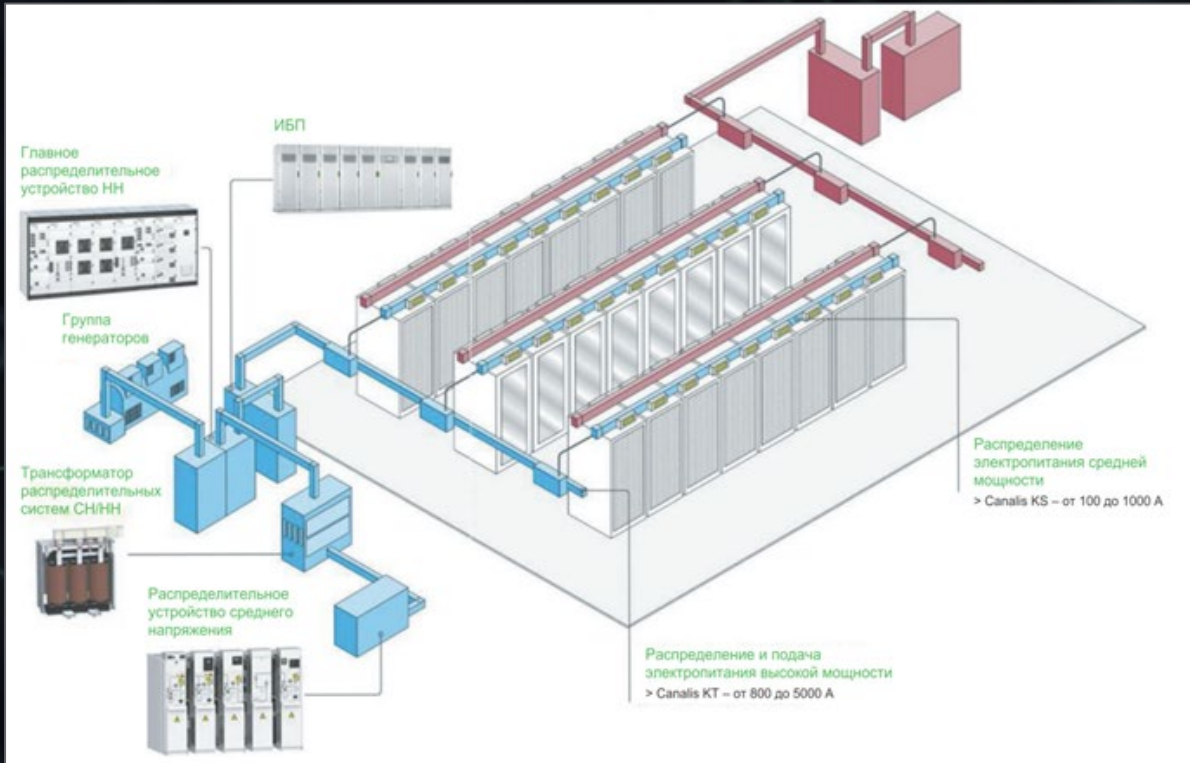 ИБП
Главное
распределительное
устройство НН
Группа
генераторов
Трансформатор
распределительных
систем СН/НН
Распределительное
устройство среднего
напряжения
Распределение
электропитания средней
мощности
> Canalis KS – от 100 до 1000 А
Распределение и подача
электропитания высокой мощности
> Canalis KT – от 800 до 5000 А